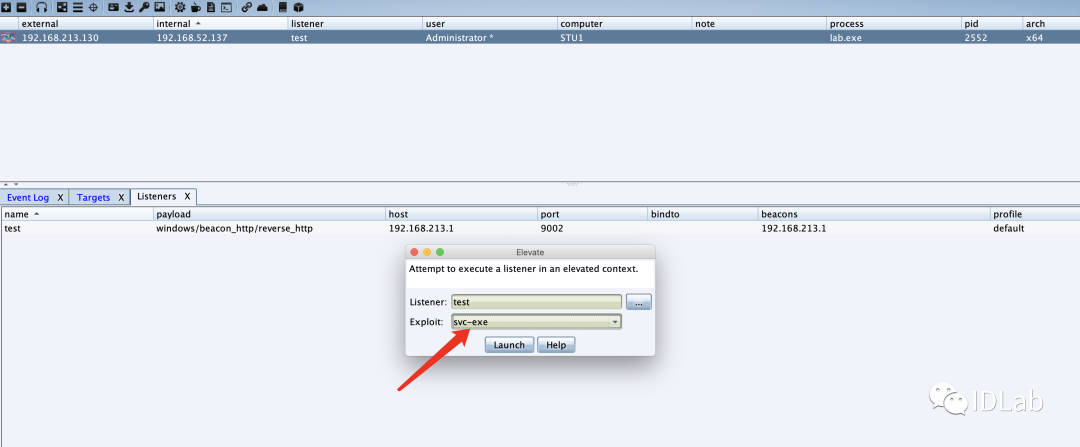 external internal listener user computer note process pid arch
192.168.213.130 192.168.52.137 test Administrator * STU1 lab.exe 2552 x64
Event Log X Targets X Listeners X
name payload host port bindto beacons profile
test windows/beacon_http/reverse_http 192.168.213.1 9002 192.168.213.1 default
Elevate
Attempt to execute a listener in an elevated context.
Listener: test ...
Exploit: svc-exe
Launch Help
IDLab